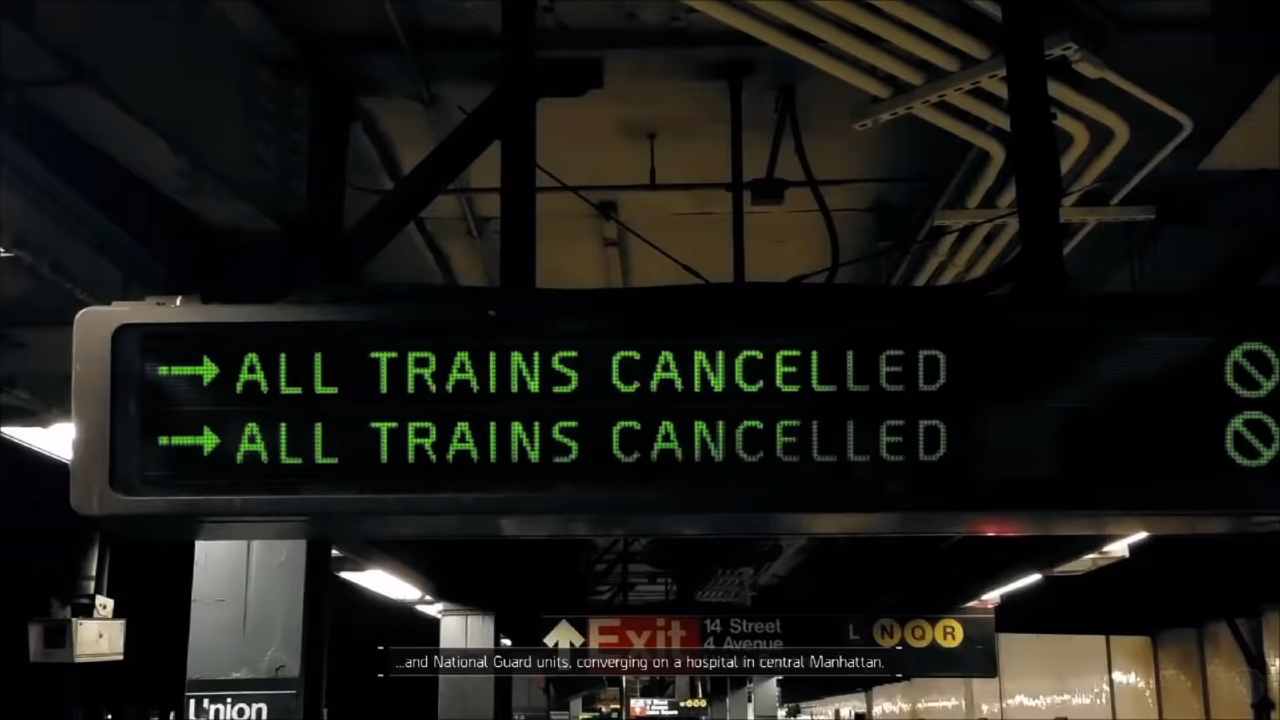 →ALL TRAINS CANCELLED
→ALL TRAINS CANCELLED
Exit 14 Street
4 Avenue
L N Q R
...and National Guard units, converging on a hospital in central Manhattan.
Union